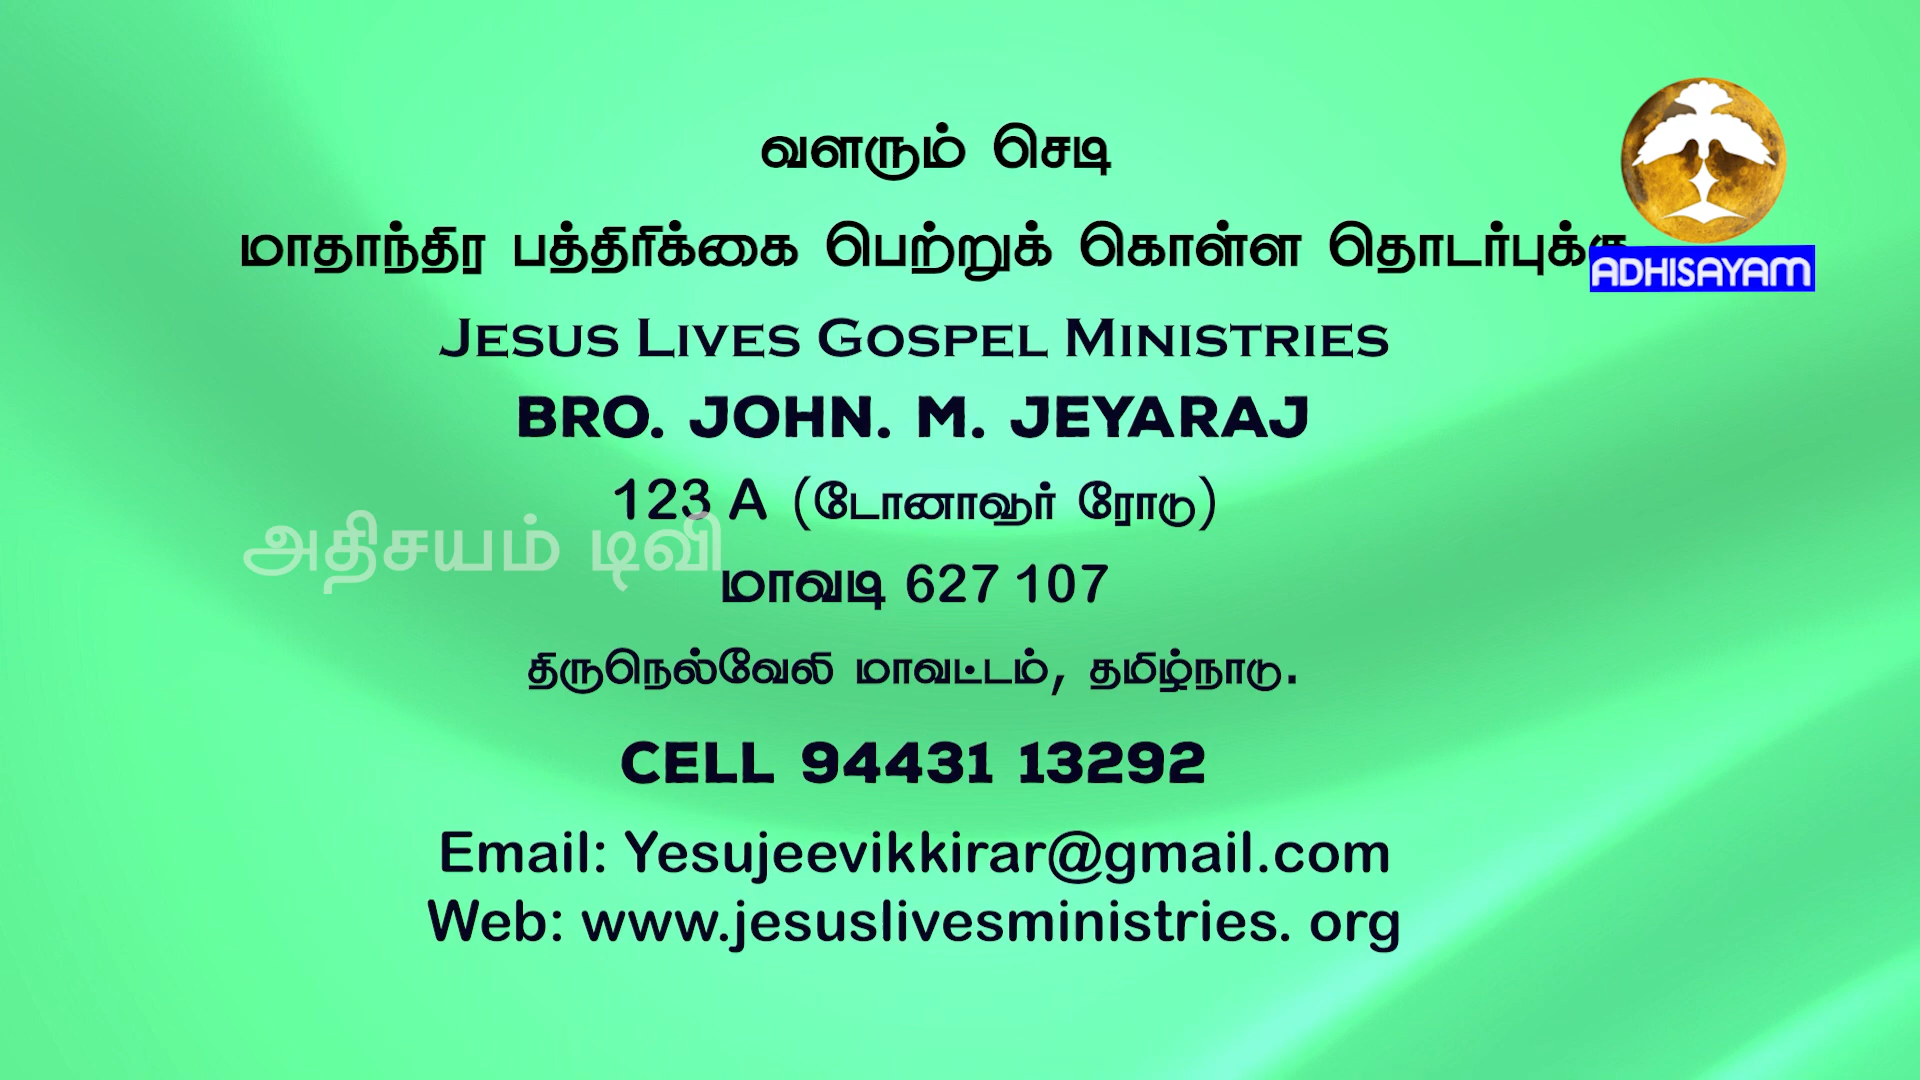 வளரும் செடி
மாதாந்திர பத்திரிக்கை பெற்றுக் கொள்ள தொடர்புக்கு
ADHISAYAM
JESUS LIVES GOSPEL MINISTRIES
BRO. JOHN. M. JEYARAJ
123 A (டோனாவூர் ரோடு)
அதிசயம் டிவி
மாவடி 627 107
திருநெல்வேலி மாவட்டம், தமிழ்நாடு.
CELL 94431 13292
Email: Yesujeevikkirar@gmail.com
Web: www.jesuslivesministries. org